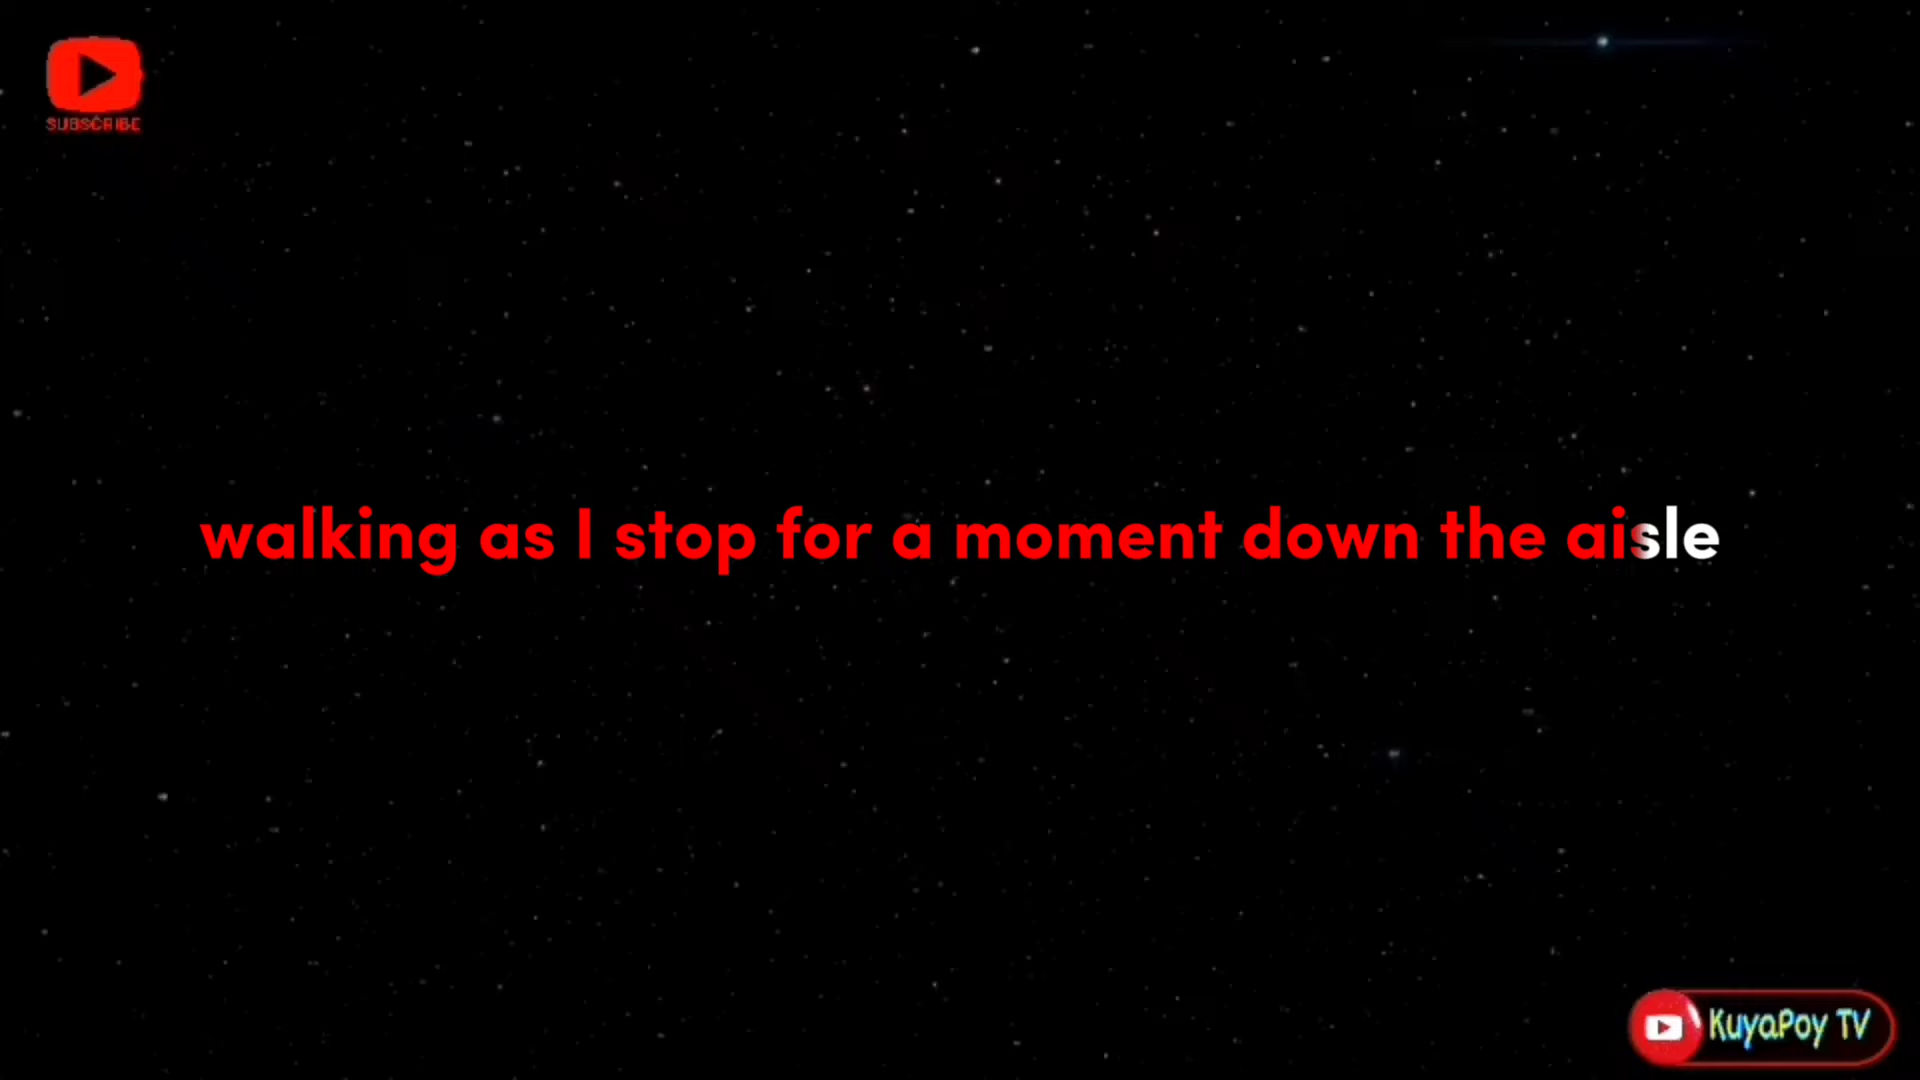 SUBSCRIBE
walking as I stop for a moment down the aisle
KuyaPoy TV